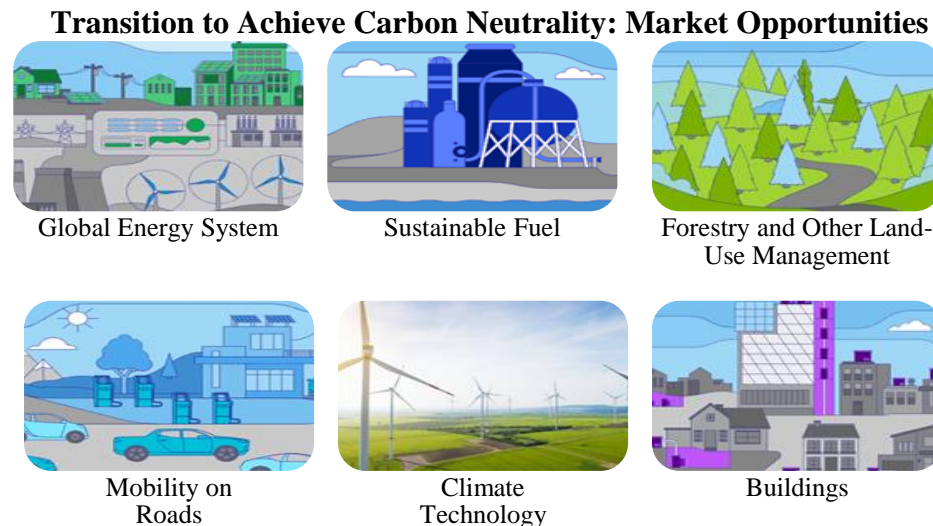 Transition to Achieve Carbon Neutrality: Market Opportunities
Global Energy System
Sustainable Fuel
Forestry and Other Land-
Use Management
Mobility on
Roads
Climate
Technology
Buildings